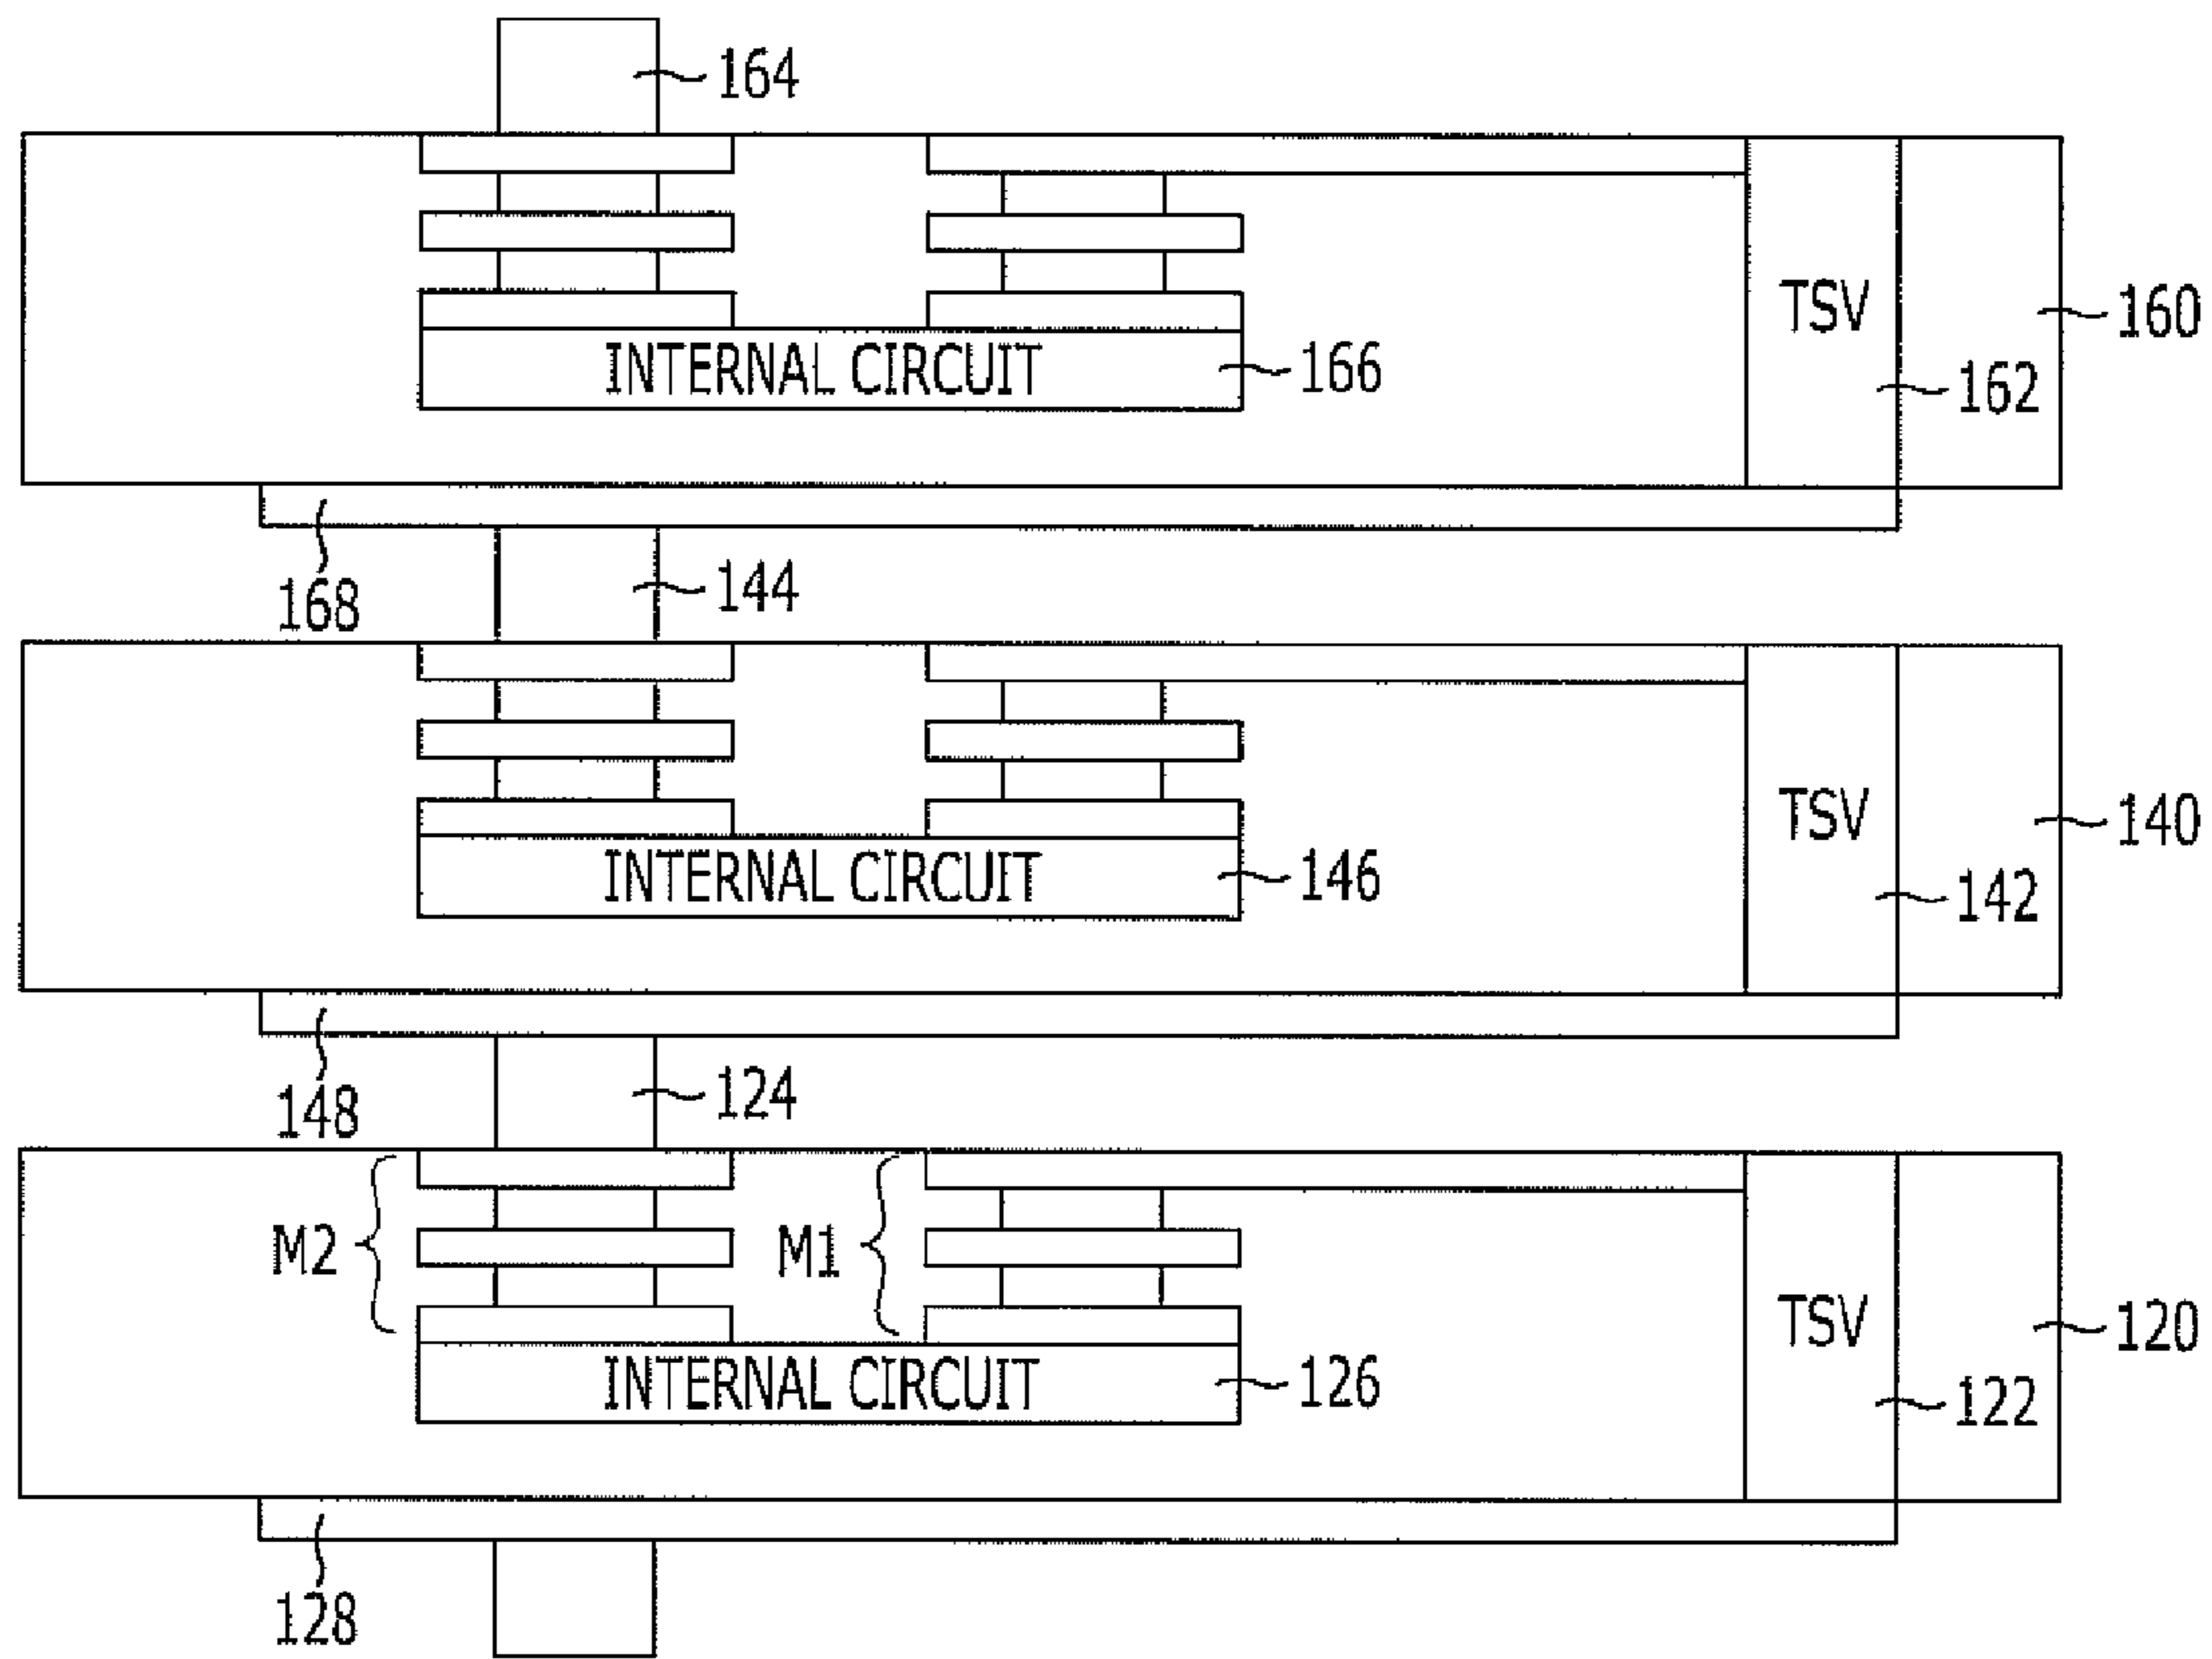 164
TSV
160
INTERNAL CIRCUIT
166
162
168
144
TSV
140
INTERNAL CIRCUIT
146
142
148
124
M2
M1
TSV
120
INTERNAL CIRCUIT
126
122
128